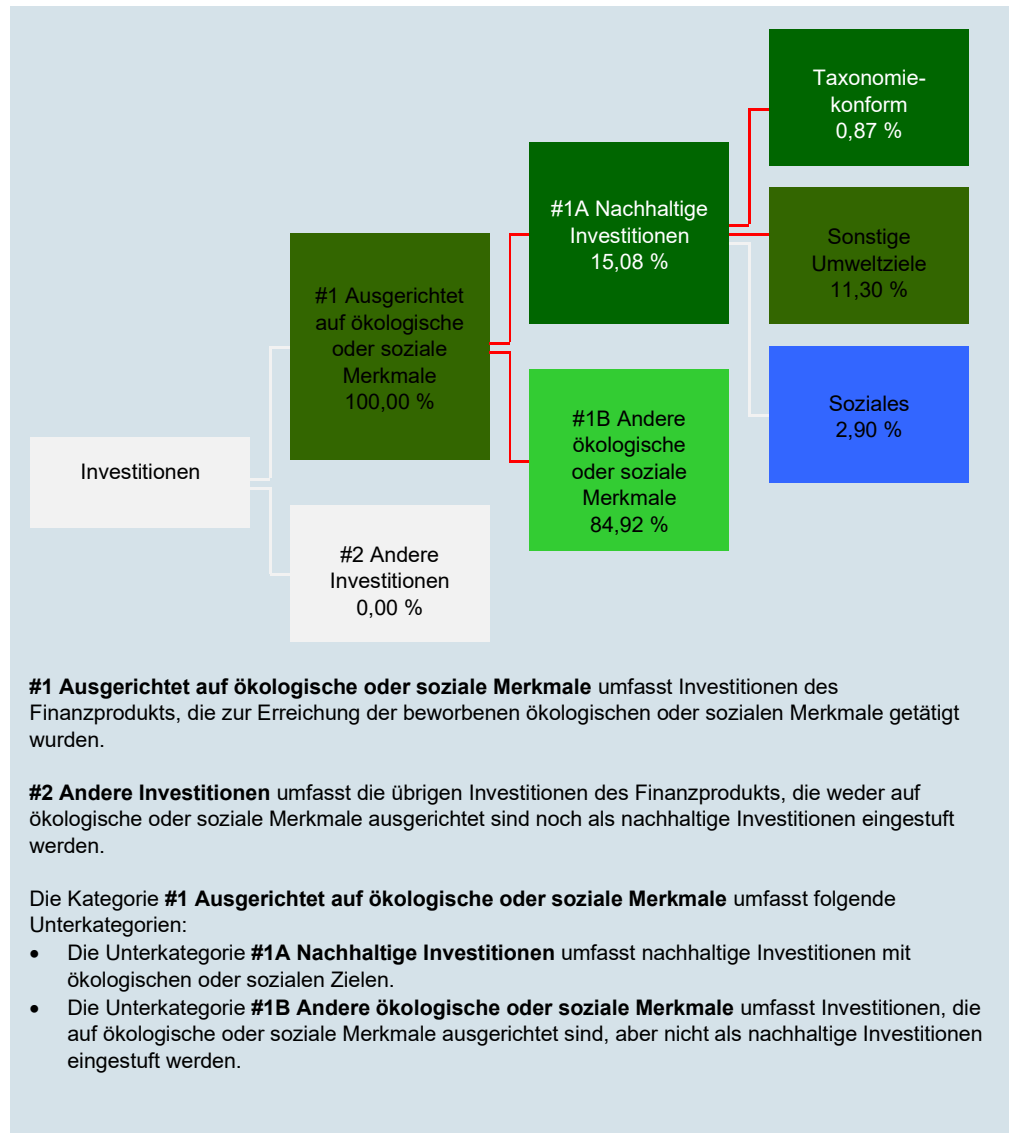 Taxonomie-
konform
0,87 %
#1A Nachhaltige
Investitionen
15,08 %
Sonstige
Umweltziele
11,30 %
#1 Ausgerichtet
auf ökologische
oder soziale
Merkmale
100,00 %
Soziales
2,90 %
#1B Andere
ökologische
oder soziale
Merkmale
84,92 %
Investitionen
#2 Andere
Investitionen
0,00 %
#1 Ausgerichtet auf ökologische oder soziale Merkmale umfasst Investitionen des
Finanzprodukts, die zur Erreichung der beworbenen ökologischen oder sozialen Merkmale getätigt
wurden.
#2 Andere Investitionen umfasst die übrigen Investitionen des Finanzprodukts, die weder auf
ökologische oder soziale Merkmale ausgerichtet sind noch als nachhaltige Investitionen eingestuft
werden.
Die Kategorie #1 Ausgerichtet auf ökologische oder soziale Merkmale umfasst folgende
Unterkategorien:
• Die Unterkategorie #1A Nachhaltige Investitionen umfasst nachhaltige Investitionen mit
ökologischen oder sozialen Zielen.
• Die Unterkategorie #1B Andere ökologische oder soziale Merkmale umfasst Investitionen, die
auf ökologische oder soziale Merkmale ausgerichtet sind, aber nicht als nachhaltige Investitionen
eingestuft werden.